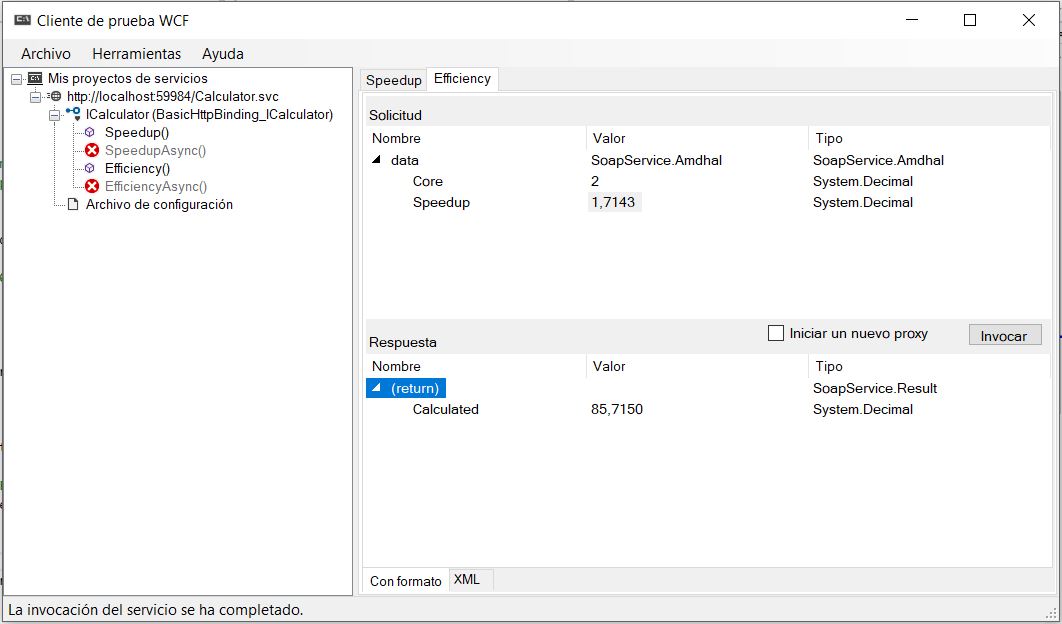 Cliente de prueba WCF
Archivo Herramientas Ayuda
Mis proyectos de servicios
http://localhost:59984/Calculator.svc
ICalculator (BasicHttpBinding_ICalculator)
Speedup()
SpeedupAsync()
Efficiency()
EfficiencyAsync()
Archivo de configuración
Speedup Efficiency
Solicitud
Nombre Valor Tipo
data SoapService.Amdhal SoapService.Amdhal
Core 2 System.Decimal
Speedup 1,7143 System.Decimal
Respuesta Iniciar un nuevo proxy Invocar
Nombre Valor Tipo
(return) SoapService.Result
Calculated 85,7150 System.Decimal
Con formato XML
La invocación del servicio se ha completado.